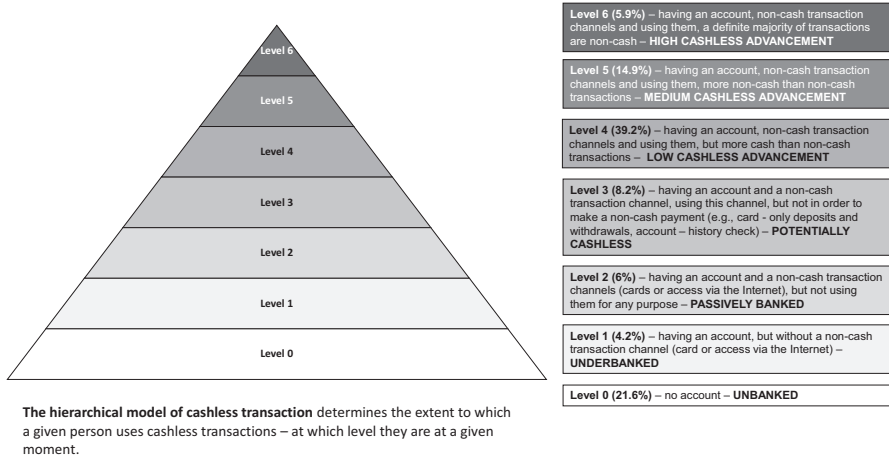 Level 6
Level 5
Level 4
Level 3
Level 2
Level 1
Level 0
The hierarchical model of cashless transaction determines the extent to which
a given person uses cashless transactions – at which level they are at a given
moment.
Level 6 (5.9%) – having an account, non-cash transaction
channels and using them, a definite majority of transactions
are non-cash – HIGH CASHLESS ADVANCEMENT
Level 5 (14.9%) – having an account, non-cash transaction
channels and using them, more non-cash than non-cash
transactions – MEDIUM CASHLESS ADVANCEMENT
Level 4 (39.2%) – having an account, non-cash transaction
channels and using them, but more cash than non-cash
transactions – LOW CASHLESS ADVANCEMENT
Level 3 (8.2%) – having an account and a non-cash
transaction channel, using this channel, but not in order to
make a non-cash payment (e.g., card - only deposits and
withdrawals, account – history check) – POTENTIALLY
CASHLESS
Level 2 (6%) – having an account and a non-cash transaction
channels (cards or access via the Internet), but not using
them for any purpose – PASSIVELY BANKED
Level 1 (4.2%) – having an account, but without a non-cash
transaction channel (card or access via the Internet) –
UNDERBANKED
Level 0 (21.6%) – no account – UNBANKED